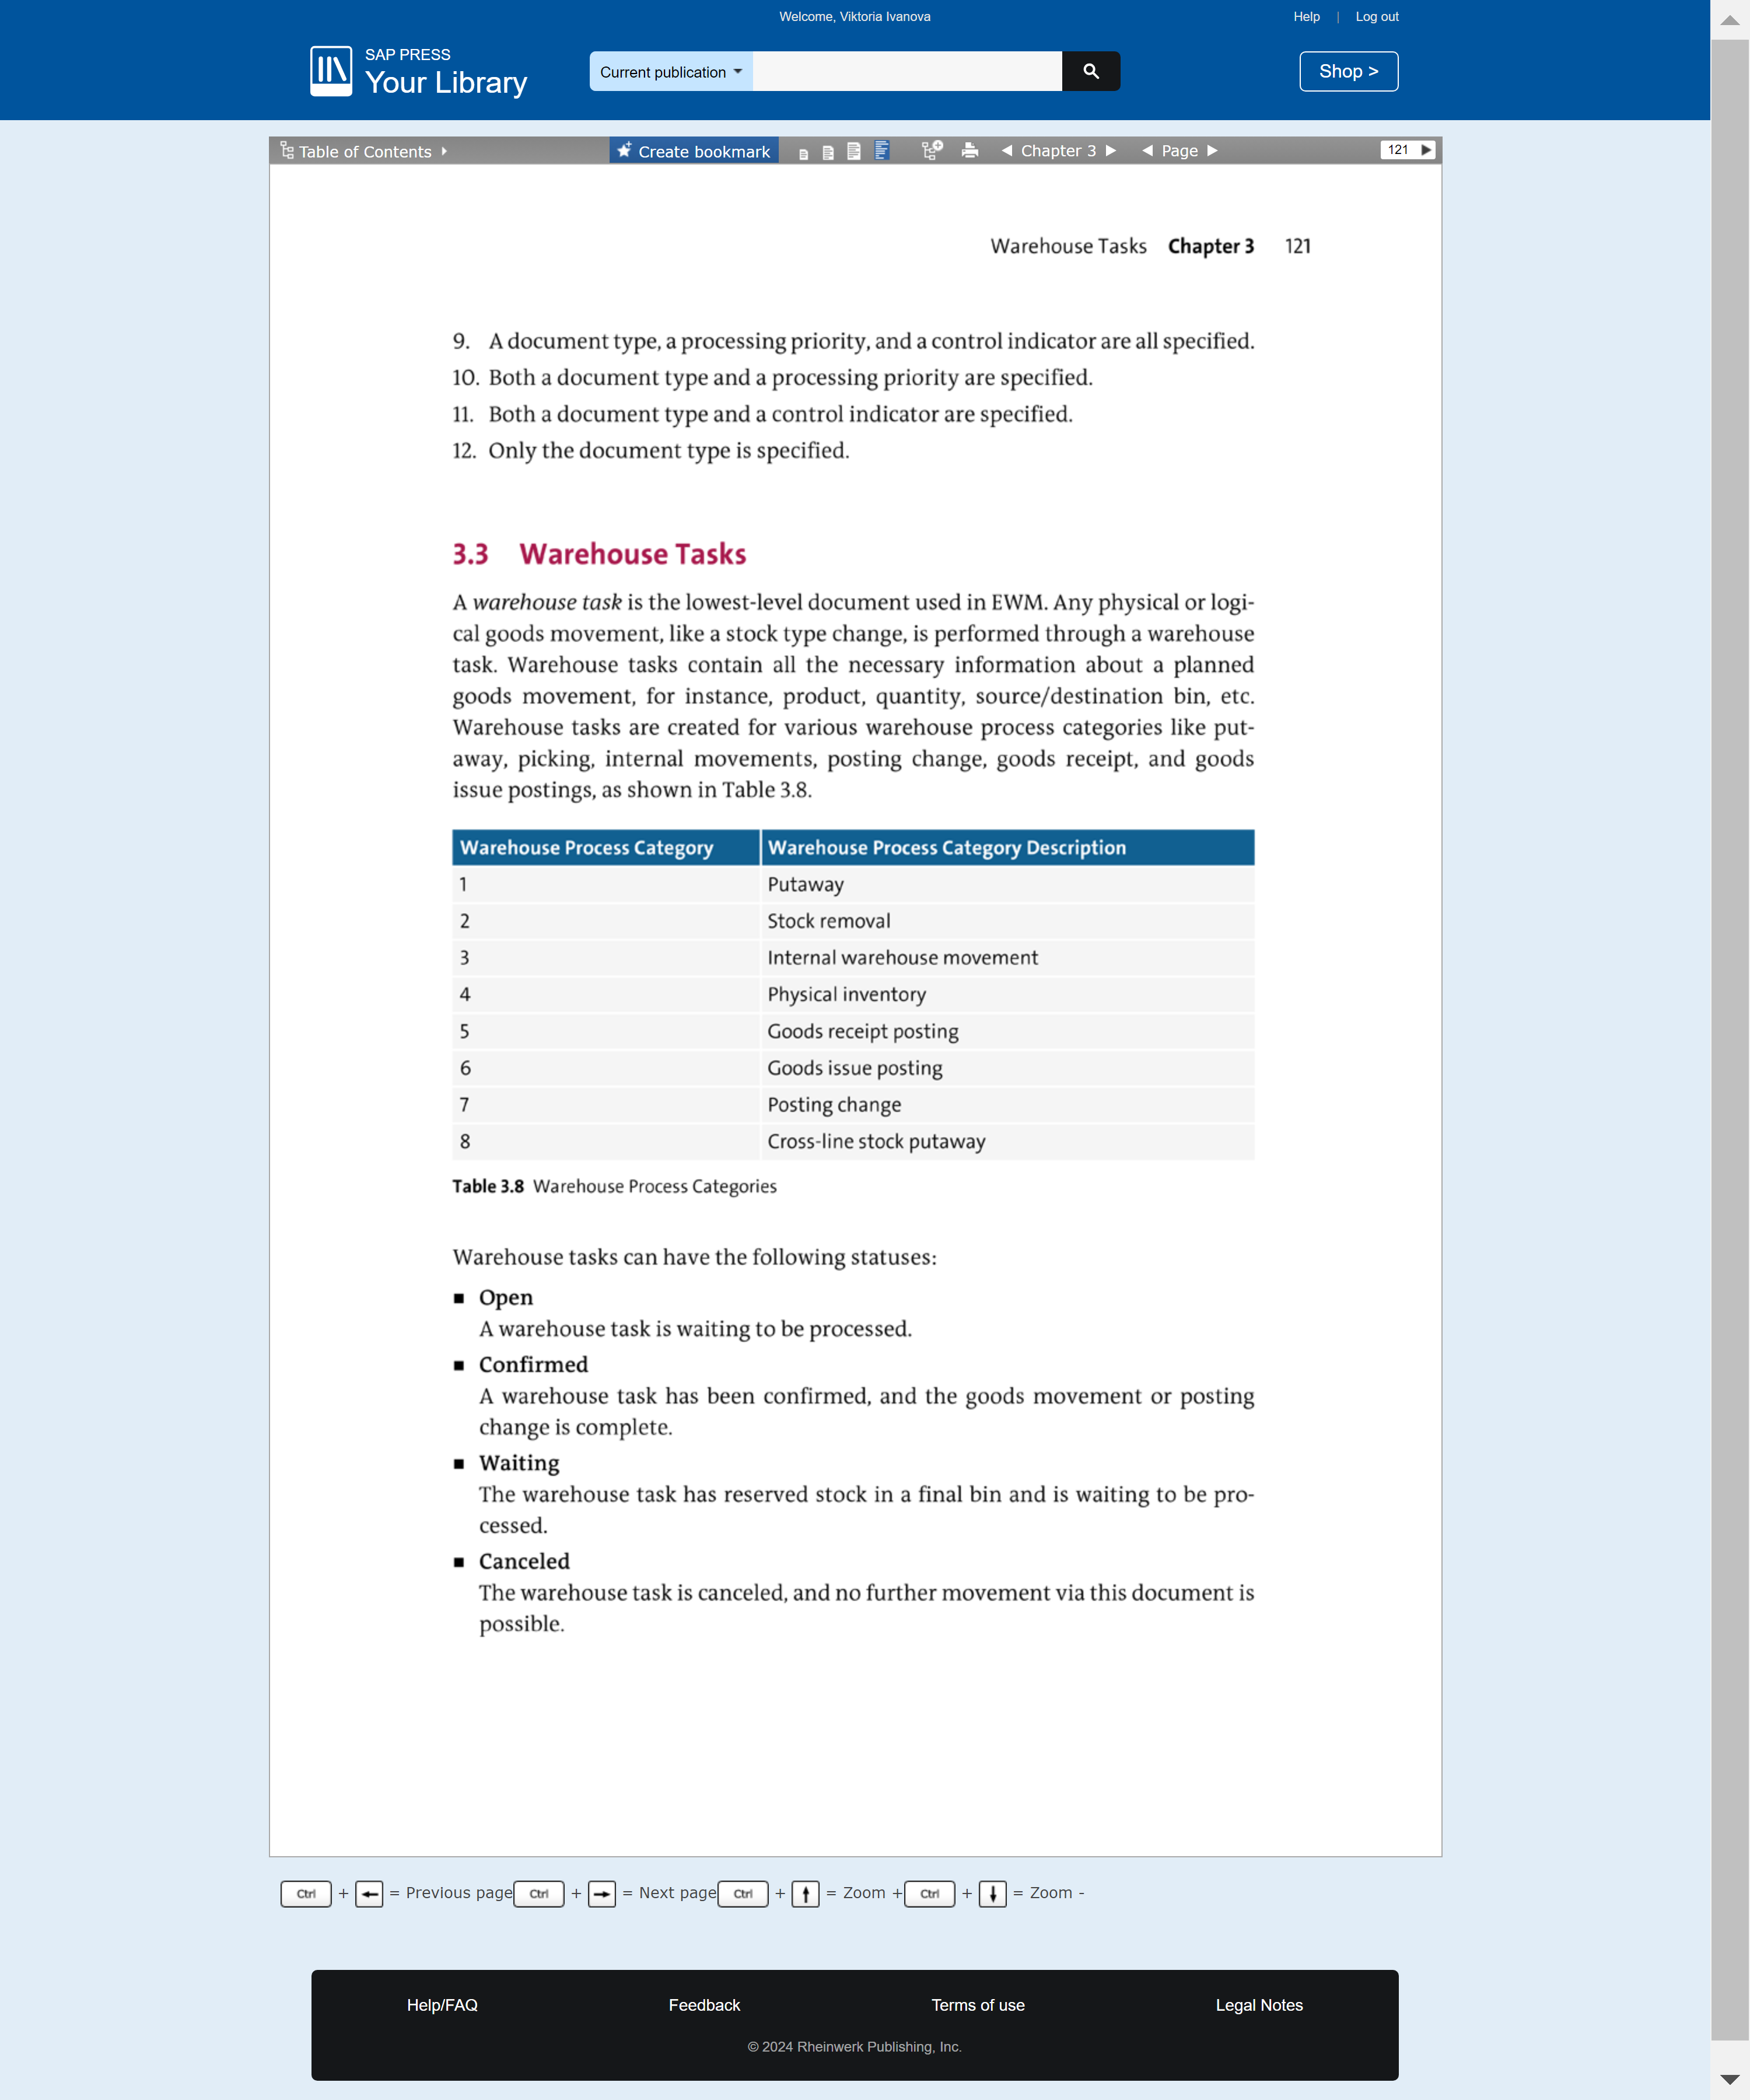 Welcome, Viktoria Ivanova
Help | Log out
SAP PRESS
Your Library
Current publication
Shop >
Table of Contents
Create bookmark
Chapter 3
Page
121
Warehouse Tasks Chapter 3 121
9. A document type, a processing priority, and a control indicator are all specified.
10. Both a document type and a processing priority are specified.
11. Both a document type and a control indicator are specified.
12. Only the document type is specified.
3.3 Warehouse Tasks
A warehouse task is the lowest-level document used in EWM. Any physical or logi-
cal goods movement, like a stock type change, is performed through a warehouse
task. Warehouse tasks contain all the necessary information about a planned
goods movement, for instance, product, quantity, source/destination bin, etc.
Warehouse tasks are created for various warehouse process categories like put-
away, picking, internal movements, posting change, goods receipt, and goods
issue postings, as shown in Table 3.8.
Warehouse Process Category Warehouse Process Category Description
1 Putaway
2 Stock removal
3 Internal warehouse movement
4 Physical inventory
5 Goods receipt posting
6 Goods issue posting
7 Posting change
8 Cross-line stock putaway
Table 3.8 Warehouse Process Categories
Warehouse tasks can have the following statuses:
■ Open
A warehouse task is waiting to be processed.
■ Confirmed
A warehouse task has been confirmed, and the goods movement or posting
change is complete.
■ Waiting
The warehouse task has reserved stock in a final bin and is waiting to be pro-
cessed.
■ Canceled
The warehouse task is canceled, and no further movement via this document is
possible.
Ctrl + ← = Previous page Ctrl + → = Next page Ctrl + ↑ = Zoom + Ctrl + ↓ = Zoom -
Help/FAQ Feedback Terms of use Legal Notes
© 2024 Rheinwerk Publishing, Inc.